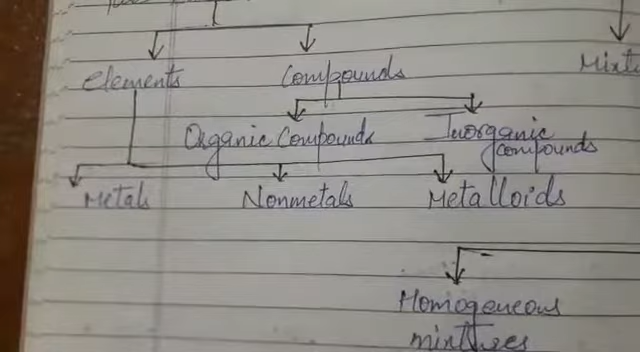 Elements
Compounds
Organic Compounds
Inorganic
compounds
Metals
Nonmetals
Metalloids
Homogeneous
mixtures